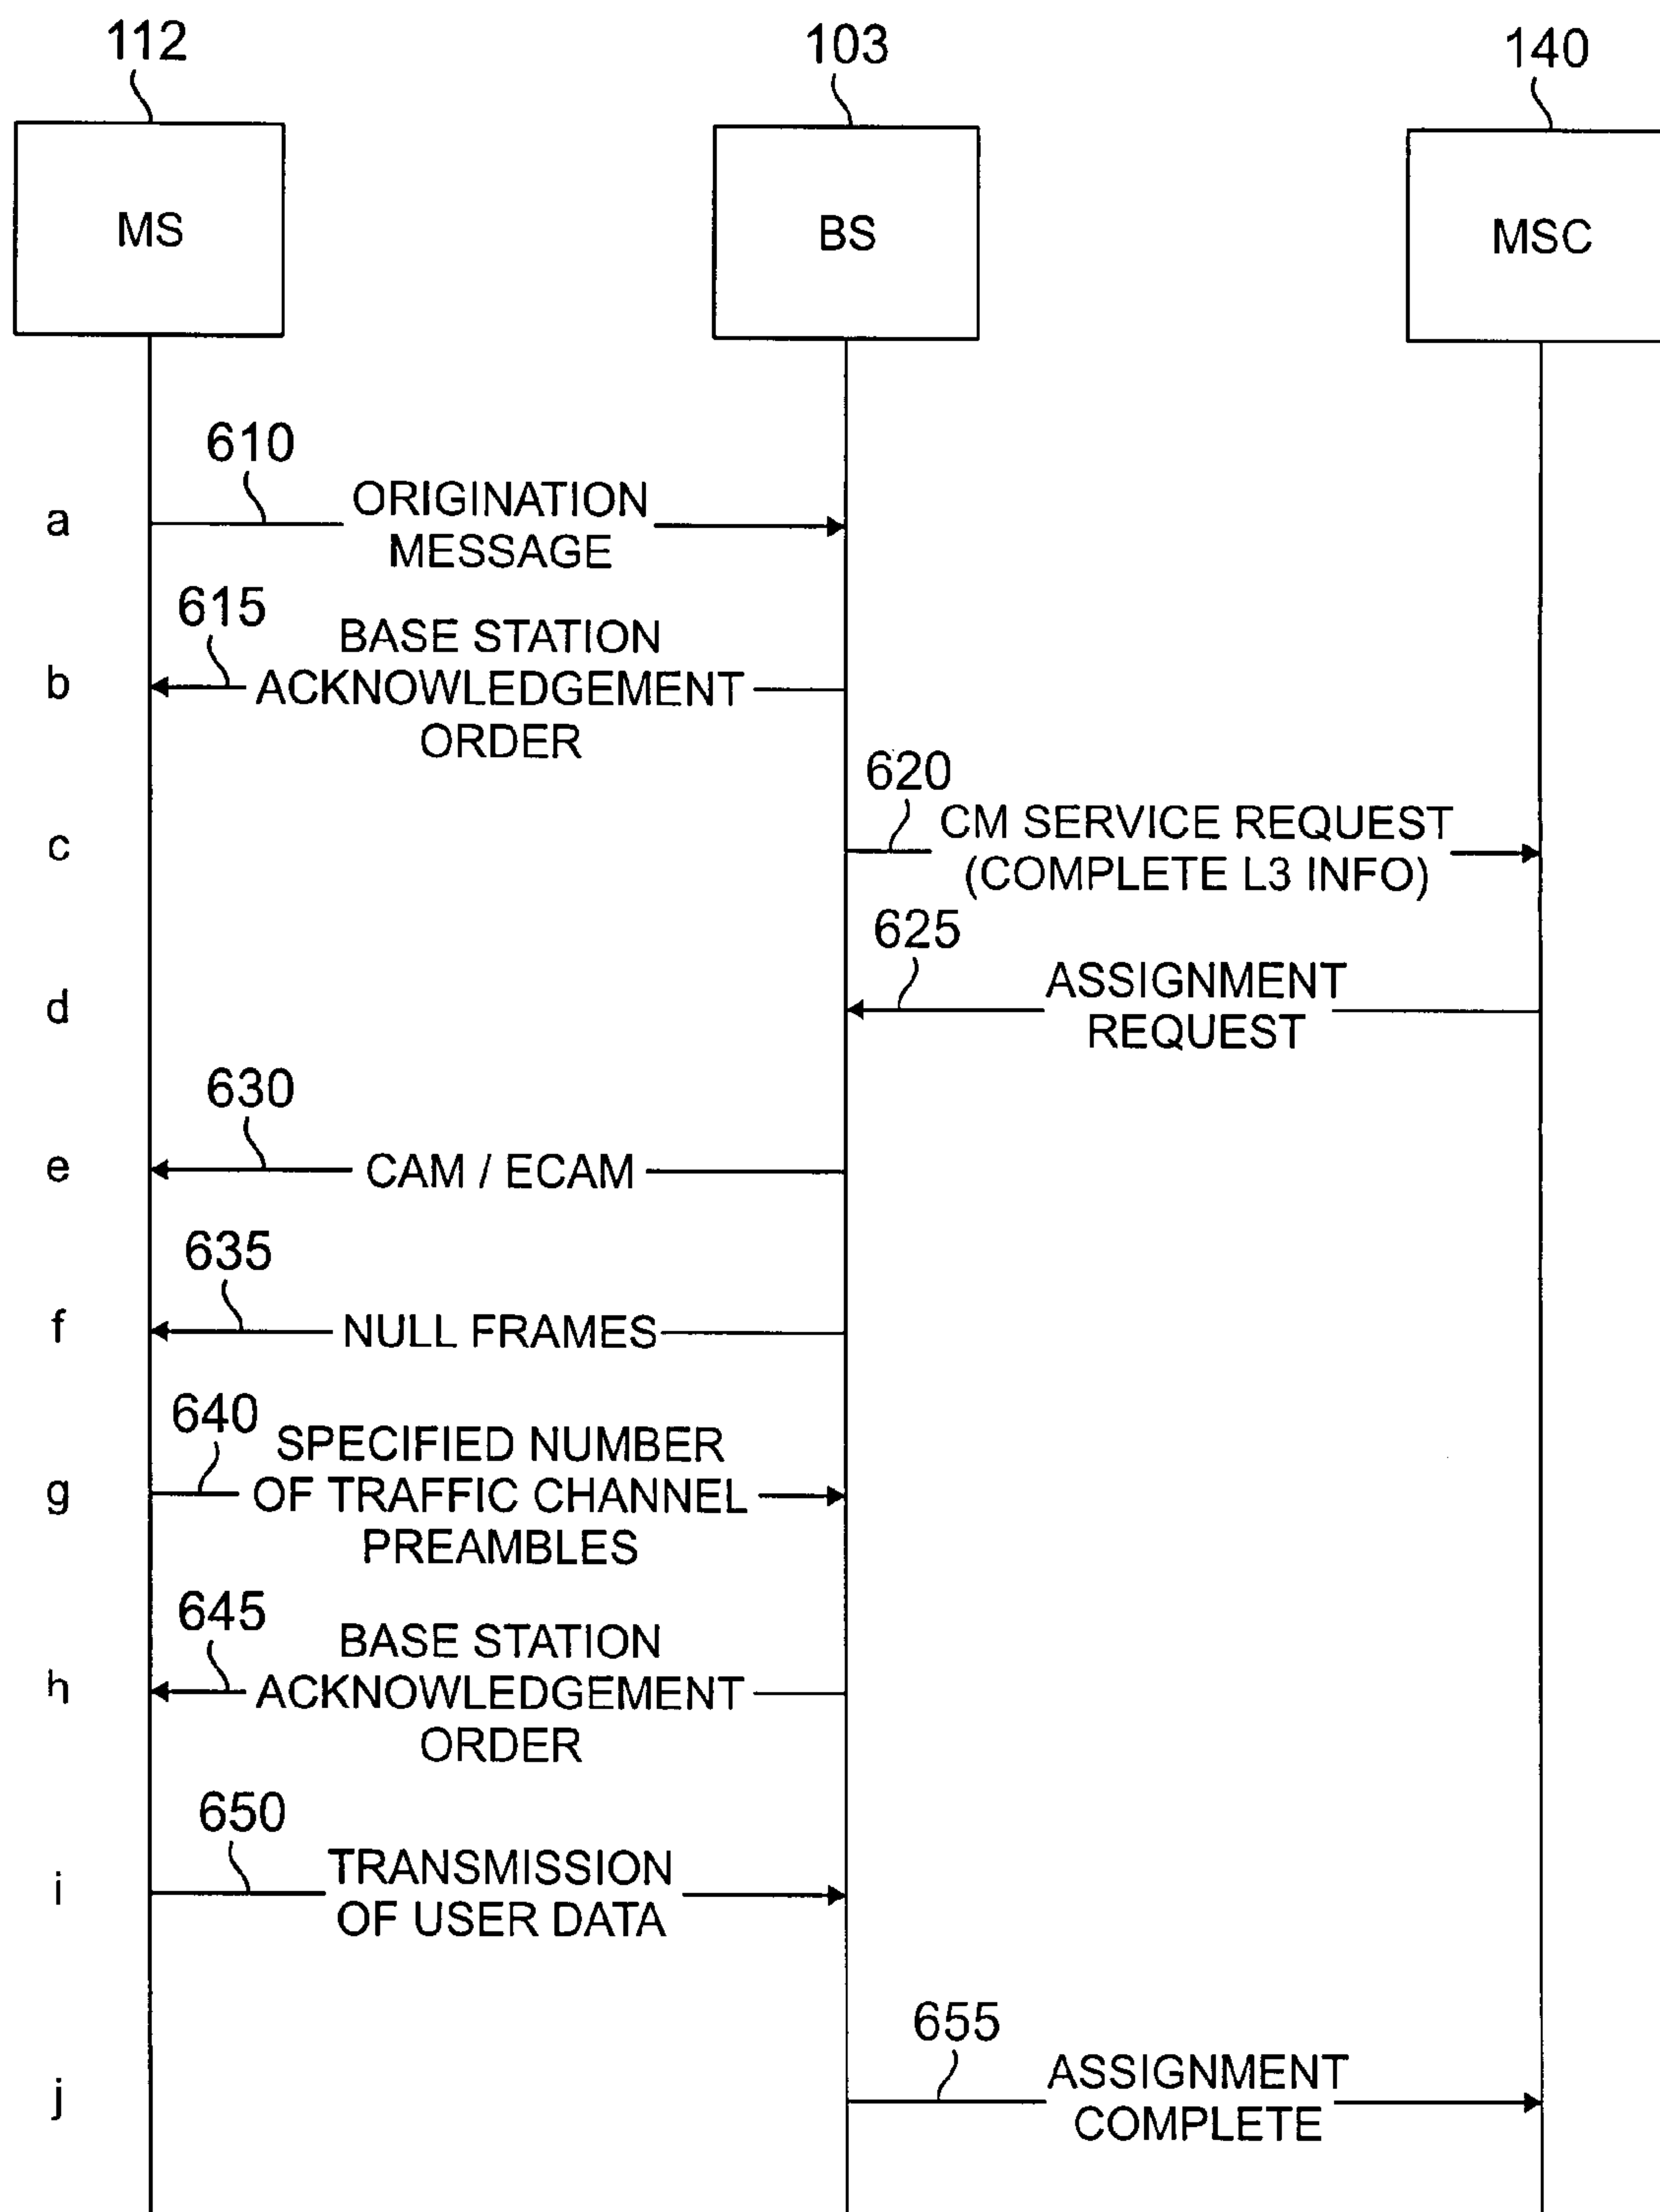 112
103
140
MS
BS
MSC
610
a
ORIGINATION
MESSAGE
615
b
BASE STATION
ACKNOWLEDGEMENT
ORDER
620
c
CM SERVICE REQUEST
(COMPLETE L3 INFO)
625
d
ASSIGNMENT
REQUEST
630
e
CAM / ECAM
635
f
NULL FRAMES
640
g
SPECIFIED NUMBER
OF TRAFFIC CHANNEL
PREAMBLES
645
h
BASE STATION
ACKNOWLEDGEMENT
ORDER
650
i
TRANSMISSION
OF USER DATA
655
j
ASSIGNMENT
COMPLETE